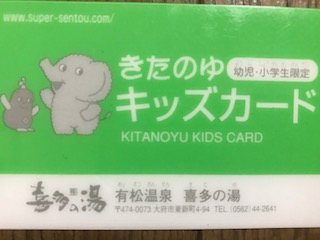 www.super-sentou.com/
きたのゆ 幼児・小学生限定
キッズカード
KITANOYU KIDS CARD
喜多の湯 有松温泉 喜多の湯
〒474-0073 大府市東新町4-94 TEL (0562) 44-2641